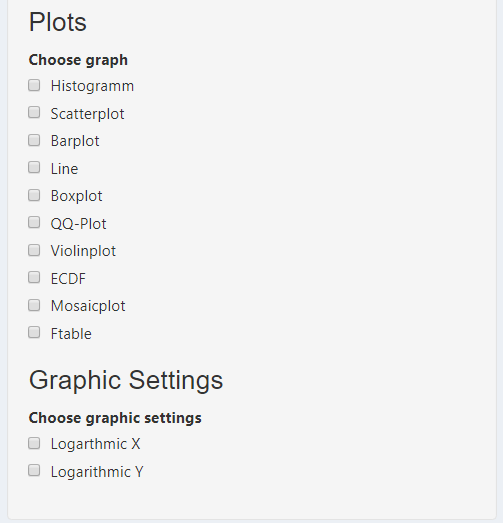 Plots
Choose graph
Histogramm
Scatterplot
Barplot
Line
Boxplot
QQ-Plot
Violinplot
ECDF
Mosaicplot
Ftable
Graphic Settings
Choose graphic settings
Logarthmic X
Logarithmic Y